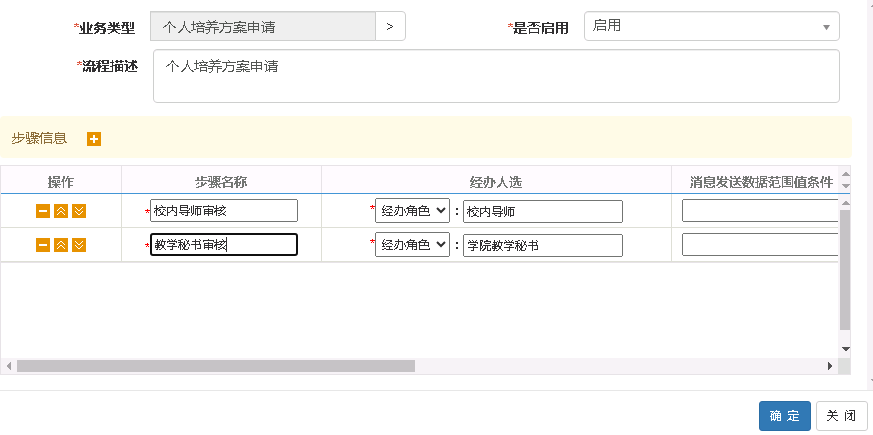 *业务类型 个人培养方案申请 > *是否启用 启用
*流程描述 个人培养方案申请
步骤信息
操作 步骤名称 经办人选 消息发送数据范围值条件
*校内导师审核 *经办角色 : 校内导师
*教学秘书审核 *经办角色 : 学院教学秘书
确 定 关 闭